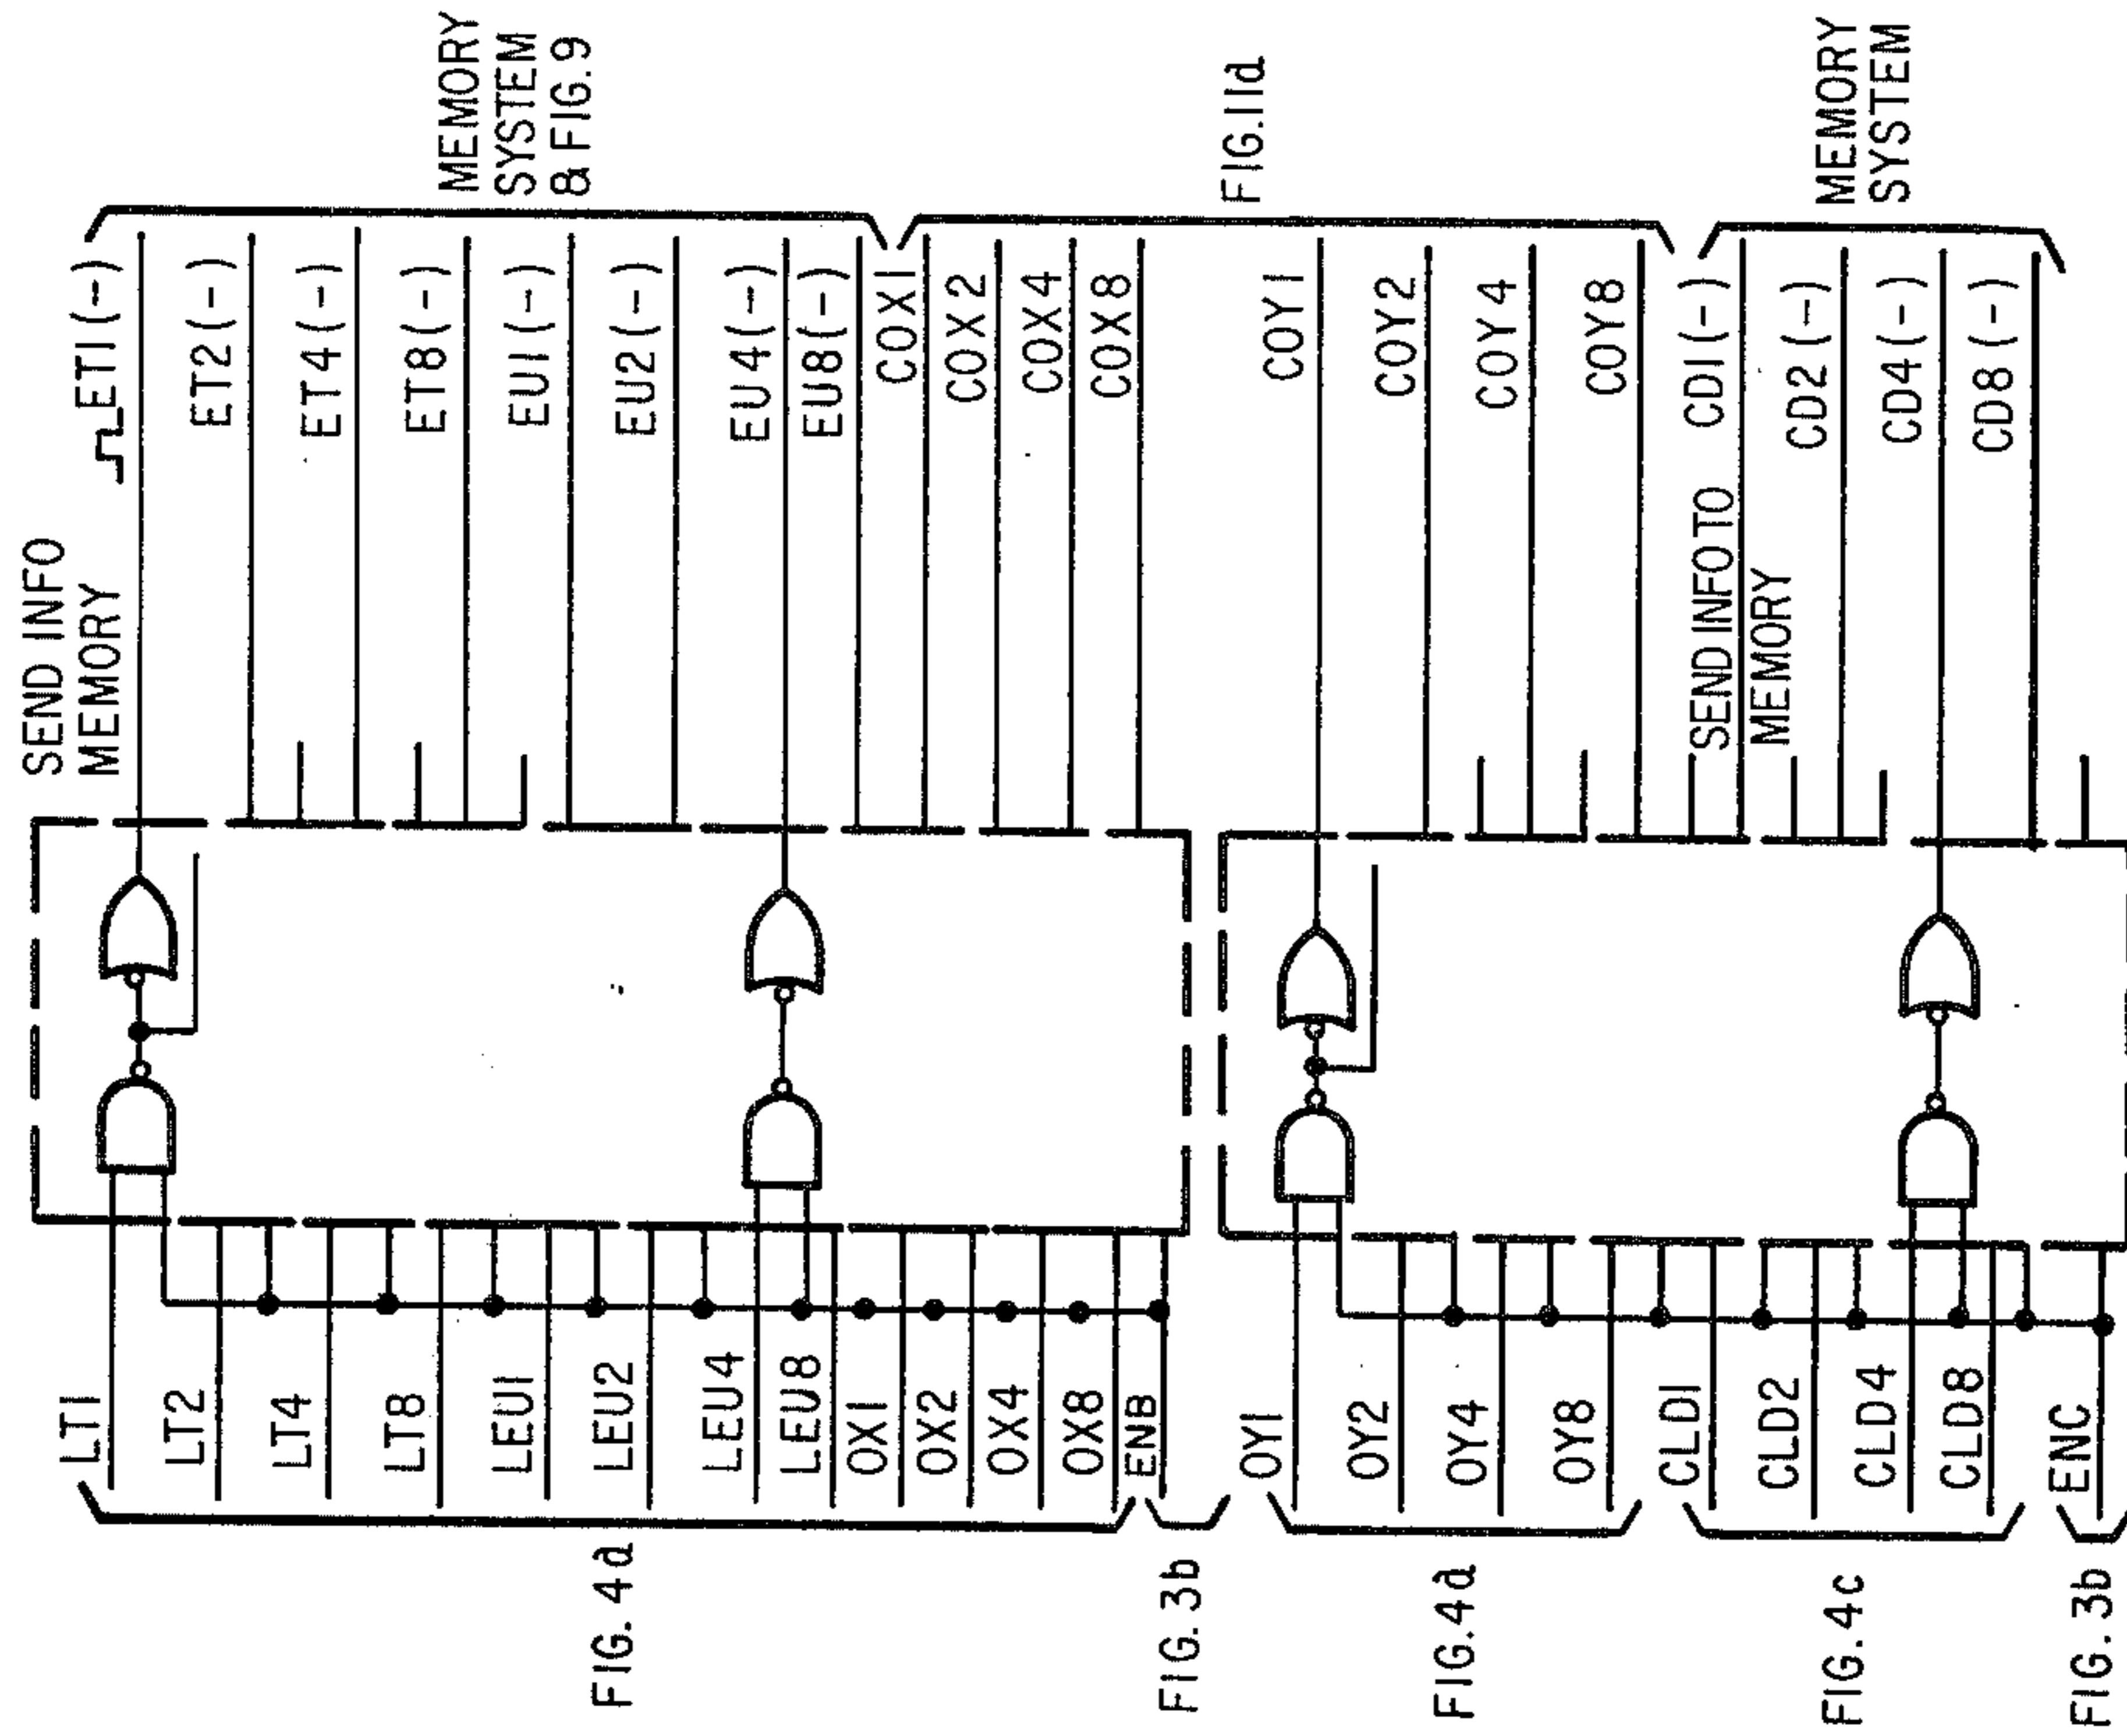 SEND INFO
MEMORY
ET1(-)
ET2(-)
ET4(-)
ET8(-)
EU1(-)
EU2(-)
EU4(-)
EU8(-)
COX1
COX2
COX4
COX8
COY1
COY2
COY4
COY8
SEND INFO TO
MEMORY
CD1(-)
CD2(-)
CD4(-)
CD8(-)
MEMORY
SYSTEM
& FIG.9
FIG.11a
MEMORY
SYSTEM
LT1
LT2
LT4
LT8
LEU1
LEU2
LEU4
LEU8
OX1
OX2
OX4
OX8
ENB
OY1
OY2
OY4
OY8
CLD1
CLD2
CLD4
CLD8
ENC
FIG. 4a
FIG. 3b
FIG.4a
FIG.4c
FIG. 3b